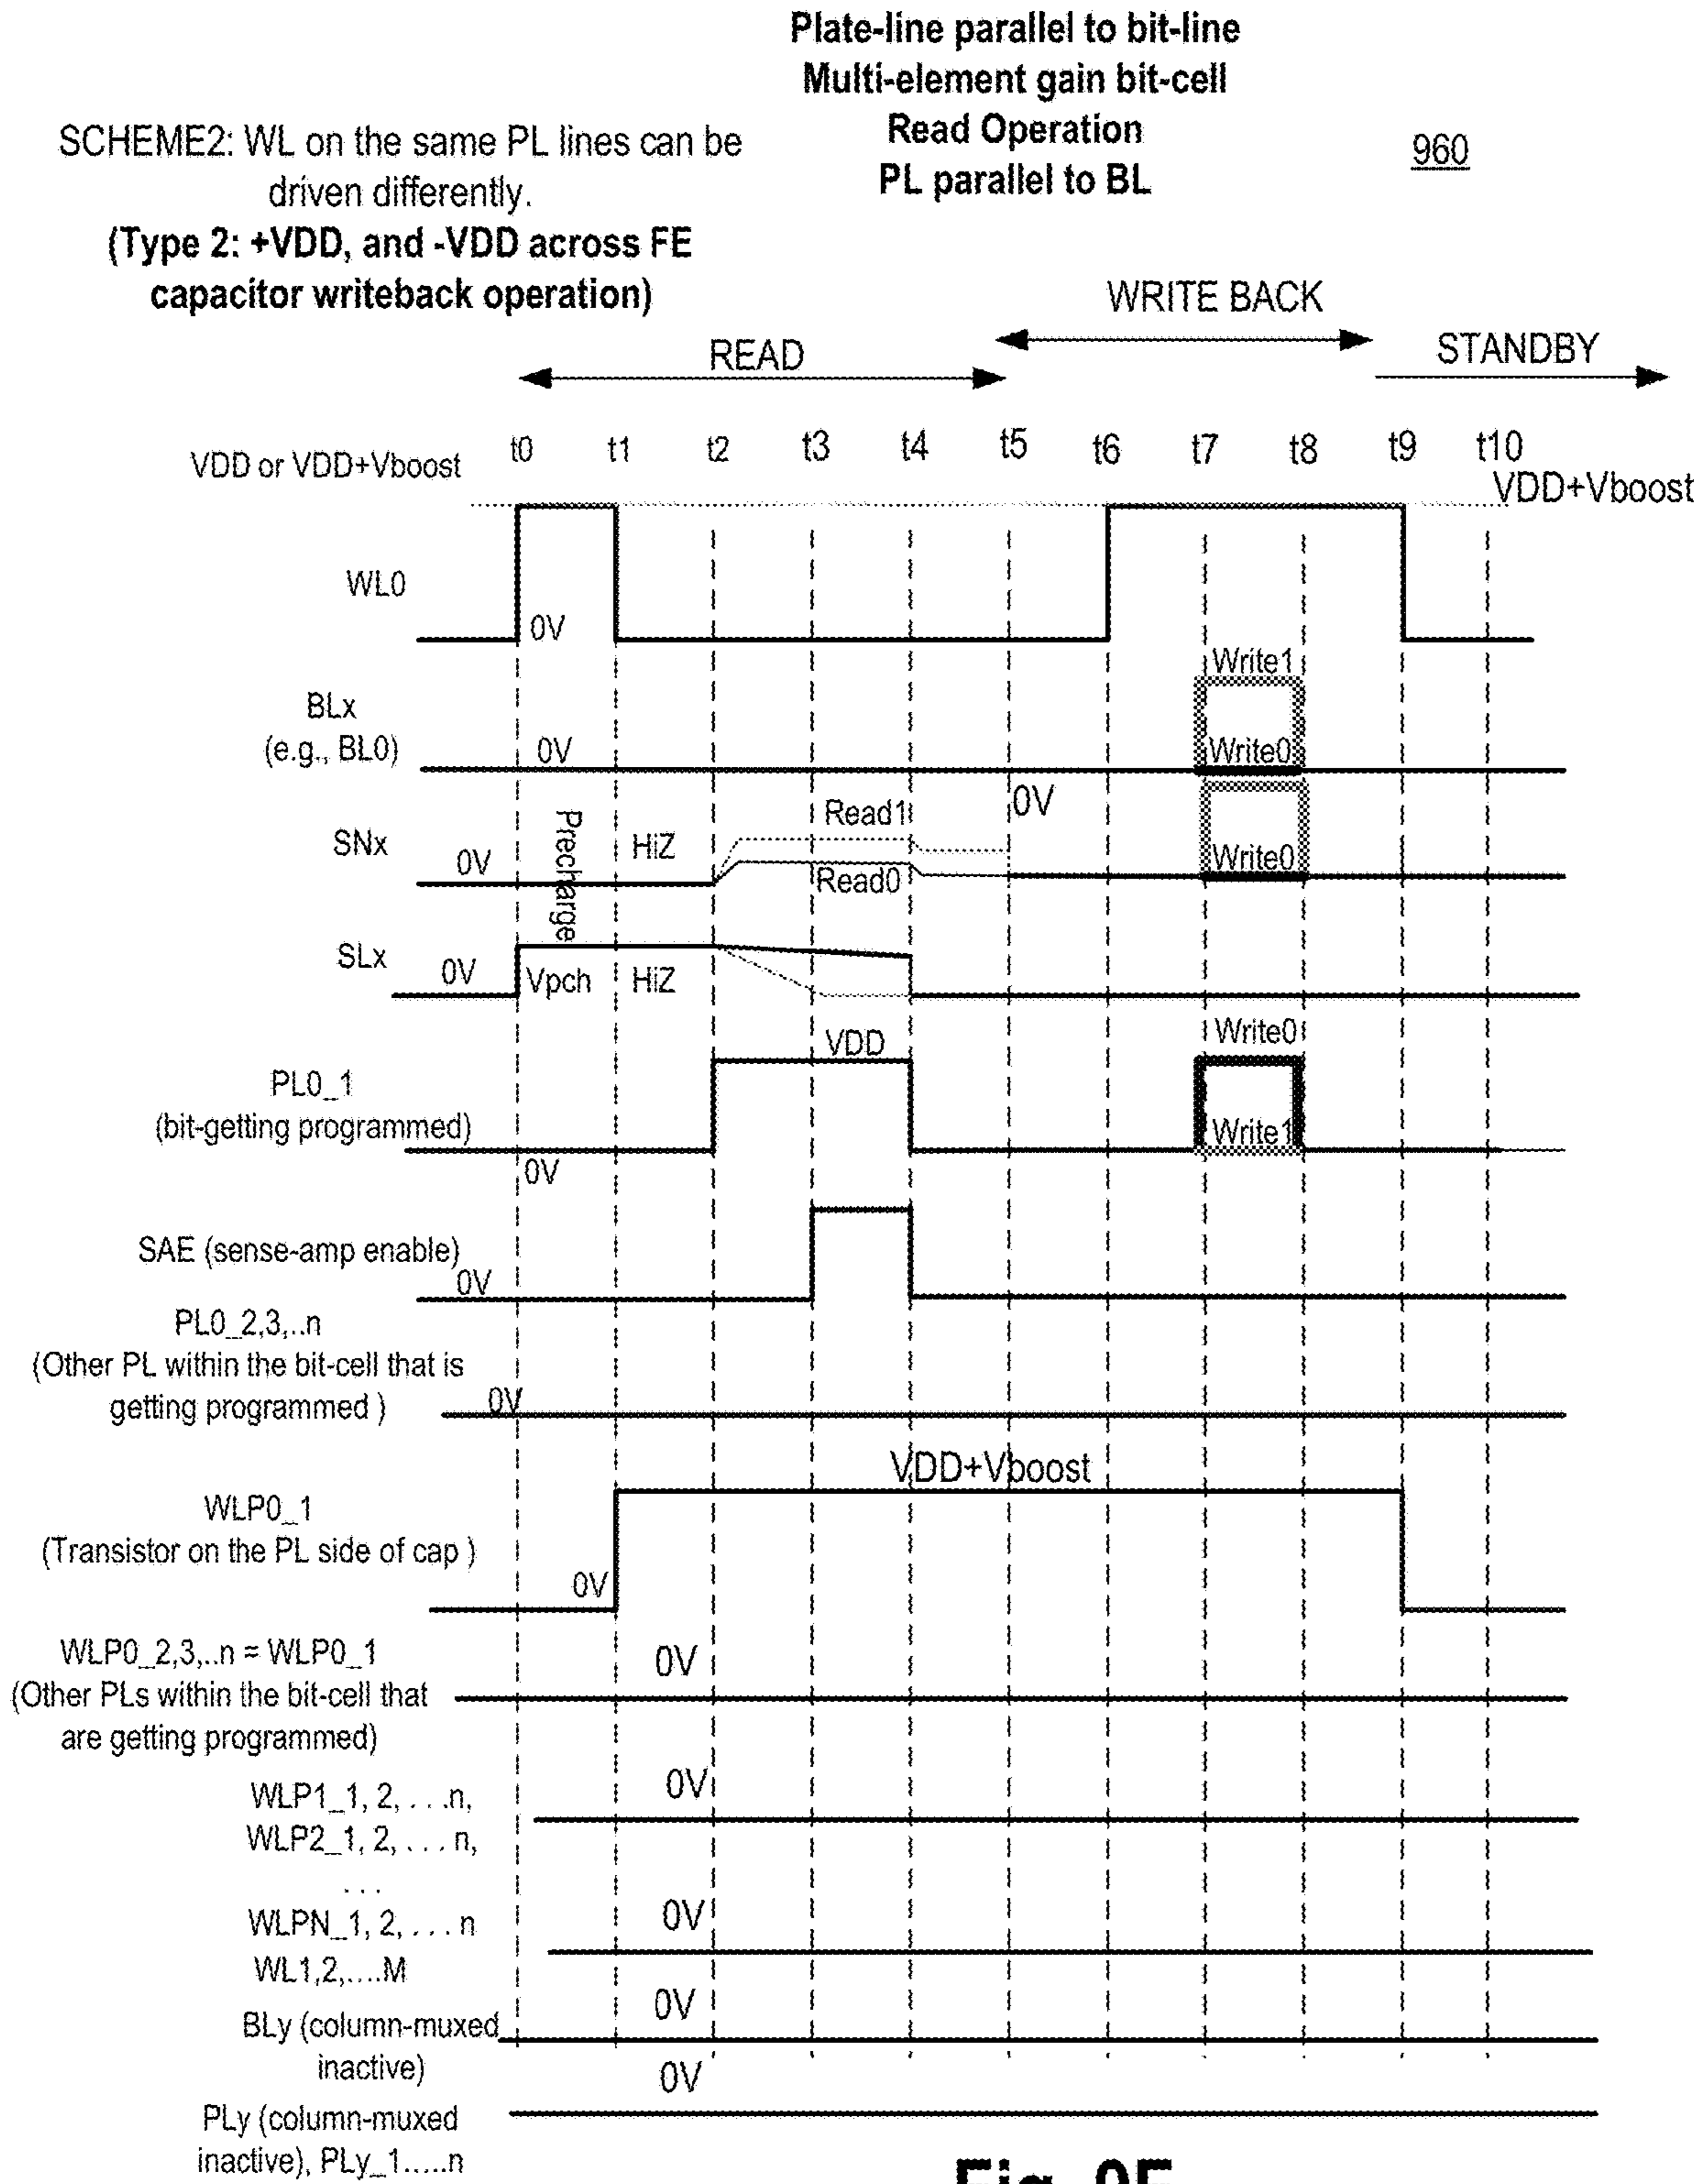 Plate-line parallel to bit-line
Multi-element gain bit-cell
Read Operation
PL parallel to BL
960
SCHEME2: WL on the same PL lines can be
driven differently.
(Type 2: +VDD, and -VDD across FE
capacitor writeback operation)
READ
WRITE BACK
STANDBY
VDD or VDD+Vboost
t0 t1 t2 t3 t4 t5 t6 t7 t8 t9 t10
VDD+Vboost
WL0
0V
BLx
(e.g., BL0)
0V
Write1
Write0
0V
SNx
0V
Precharge
HiZ
Read1
Read0
Write0
SLx
0V
Vpch
HiZ
PL0_1
(bit-getting programmed)
0V
VDD
Write0
Write1
SAE (sense-amp enable)
0V
PL0_2,3,..n
(Other PL within the bit-cell that is
getting programmed )
0V
WLP0_1
(Transistor on the PL side of cap )
0V
VDD+Vboost
WLP0_2,3,..n = WLP0_1
(Other PLs within the bit-cell that
are getting programmed)
0V
WLP1_1, 2, . . .n,
WLP2_1, 2, . . . n,
. . .
WLPN_1, 2, . . . n
0V
WL1,2,....M
0V
BLy (column-muxed
inactive)
0V
PLy (column-muxed
inactive), PLy_1.....n
0V